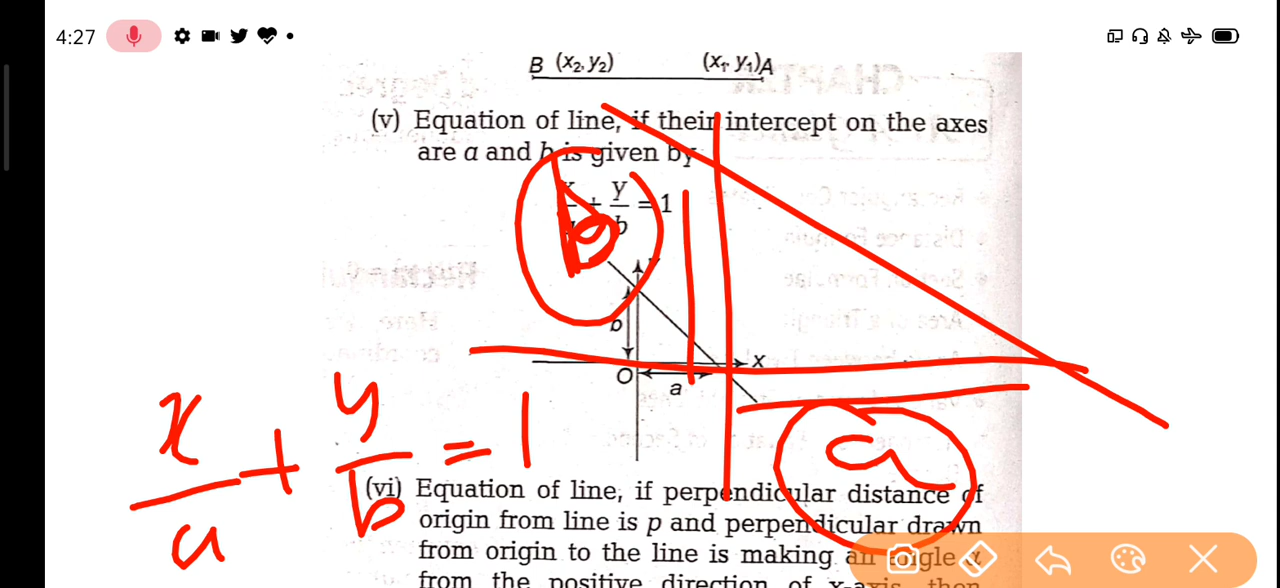 4:27
B (x₂, y₂) (x₁, y₁)A
(v) Equation of line, if their intercept on the axes
are a and b is given by
y/b = 1
b
b
O
X
a
a
x/a + y/b = 1
(vi) Equation of line, if perpendicular distance of
origin from line is p and perpendicular drawn
from origin to the line is making an angle α
from the positive direction of x-axis, then